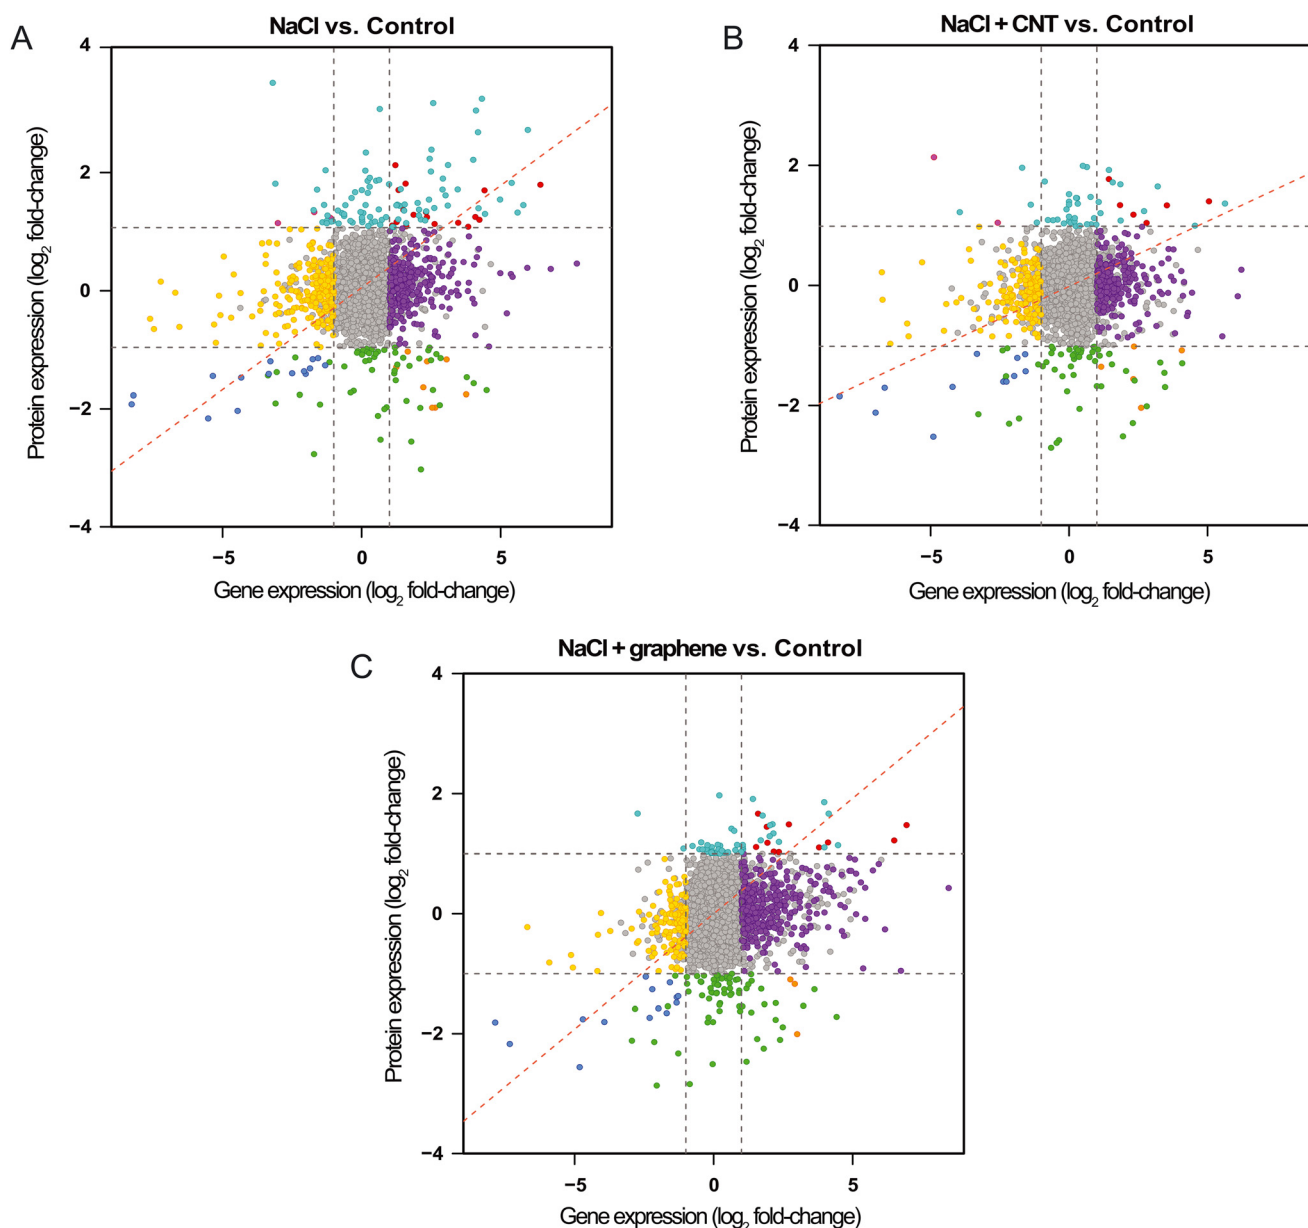 A
NaCl vs. Control
4
2
0
−2
−4
Protein expression (log2 fold-change)
−5 0 5
Gene expression (log2 fold-change)
B
NaCl + CNT vs. Control
4
2
0
−2
−4
Protein expression (log2 fold-change)
−5 0 5
Gene expression (log2 fold-change)
C
NaCl + graphene vs. Control
4
2
0
−2
−4
Protein expression (log2 fold-change)
−5 0 5
Gene expression (log2 fold-change)